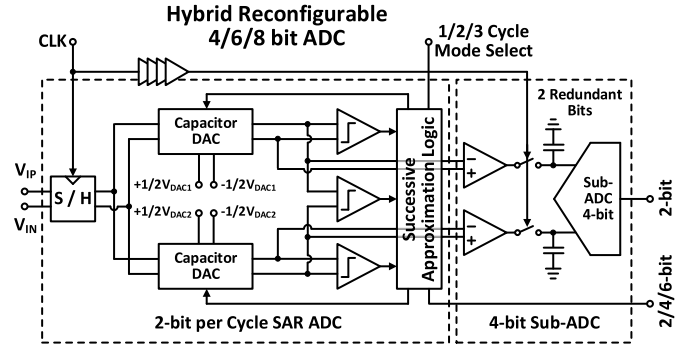 Hybrid Reconfigurable
4/6/8 bit ADC
CLK
1/2/3 Cycle
Mode Select
2 Redundant
Bits
Capacitor
DAC
V_IP
V_IN
S / H
+1/2V_DAC1
-1/2V_DAC1
+1/2V_DAC2
-1/2V_DAC2
Capacitor
DAC
Successive
Approximation Logic
−
+
−
+
Sub-
ADC
4-bit
2-bit
2/4/6-bit
2-bit per Cycle SAR ADC
4-bit Sub-ADC